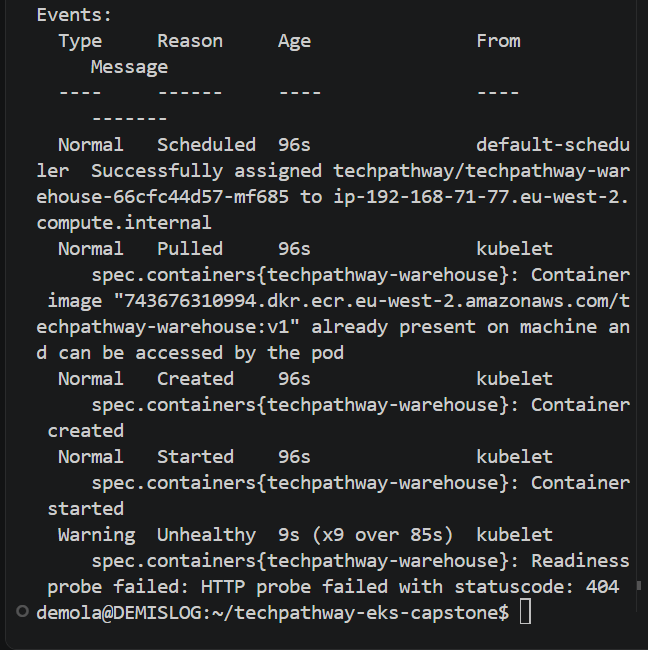 Events:
  Type     Reason     Age                From
     Message
  ----     ------     ----               ----
     -------
  Normal   Scheduled  96s                default-schedu
ler  Successfully assigned techpathway/techpathway-war
ehouse-66cfc44d57-mf685 to ip-192-168-71-77.eu-west-2.
compute.internal
  Normal   Pulled     96s                kubelet
     spec.containers{techpathway-warehouse}: Container
 image "743676310994.dkr.ecr.eu-west-2.amazonaws.com/t
echpathway-warehouse:v1" already present on machine an
d can be accessed by the pod
  Normal   Created    96s                kubelet
     spec.containers{techpathway-warehouse}: Container
 created
  Normal   Started    96s                kubelet
     spec.containers{techpathway-warehouse}: Container
 started
  Warning  Unhealthy  9s (x9 over 85s)  kubelet
     spec.containers{techpathway-warehouse}: Readiness
 probe failed: HTTP probe failed with statuscode: 404
demola@DEMISLOG:~/techpathway-eks-capstone$